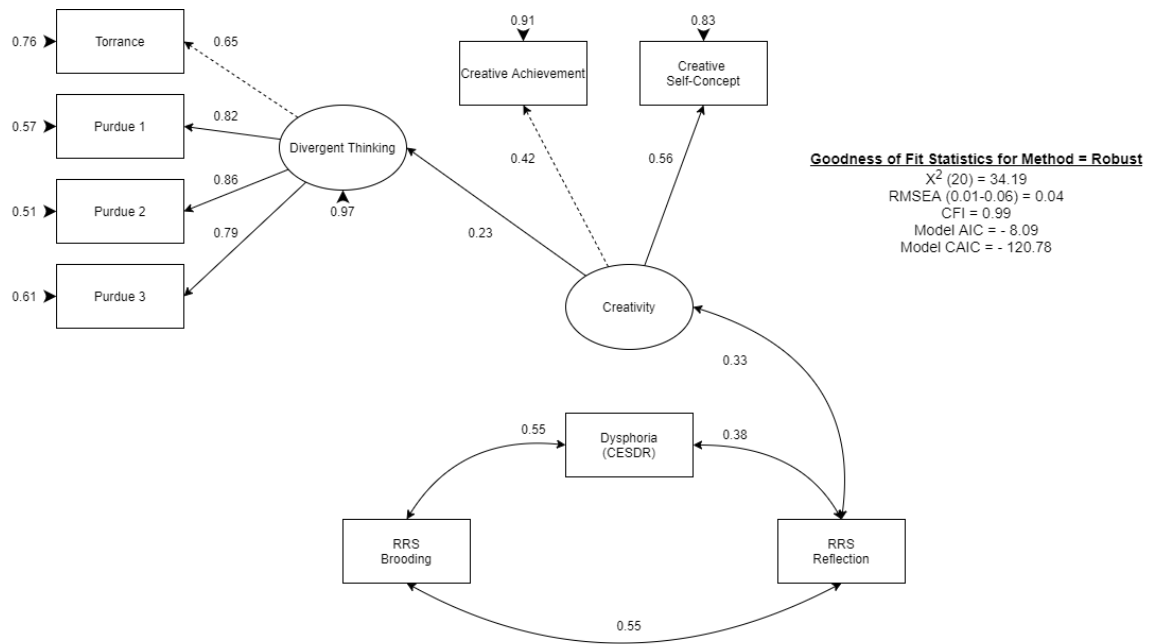 0.91
0.83
0.76
Torrance
0.65
Creative Achievement
Creative
Self-Concept
0.57
Purdue 1
0.82
Divergent Thinking
0.42
0.56
Goodness of Fit Statistics for Method = Robust
X² (20) = 34.19
RMSEA (0.01-0.06) = 0.04
CFI = 0.99
Model AIC = - 8.09
Model CAIC = - 120.78
0.51
Purdue 2
0.86
0.97
0.79
0.23
0.61
Purdue 3
Creativity
0.33
0.55
Dysphoria
(CESDR)
0.38
RRS
Brooding
RRS
Reflection
0.55